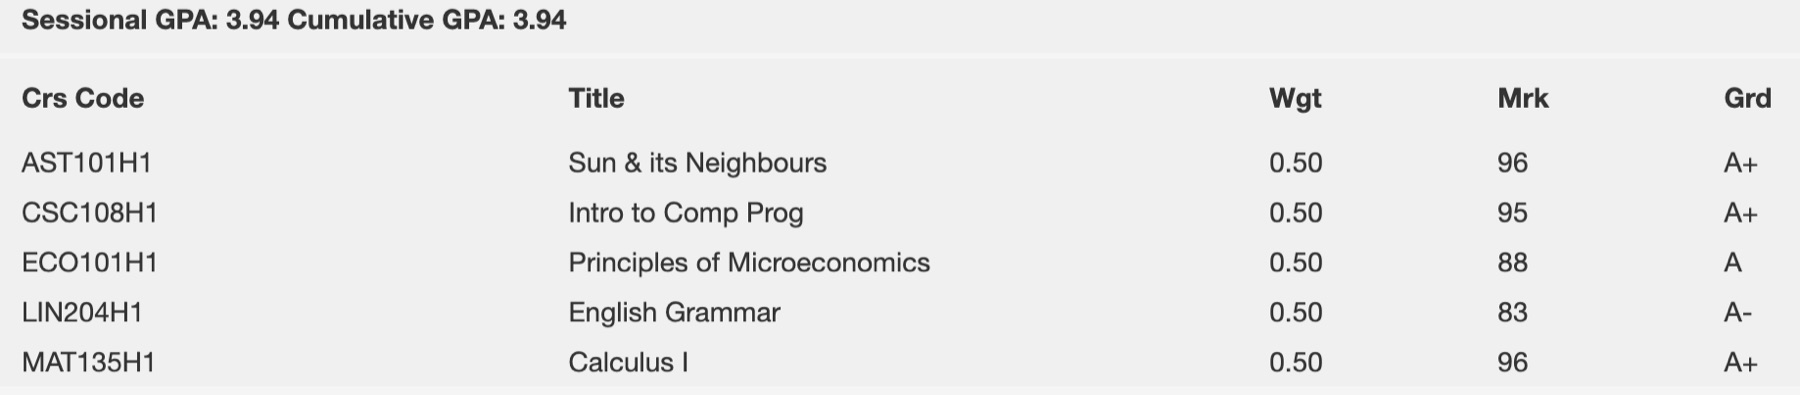 Sessional GPA: 3.94 Cumulative GPA: 3.94
Crs Code Title Wgt Mrk Grd
AST101H1 Sun & its Neighbours 0.50 96 A+
CSC108H1 Intro to Comp Prog 0.50 95 A+
ECO101H1 Principles of Microeconomics 0.50 88 A
LIN204H1 English Grammar 0.50 83 A-
MAT135H1 Calculus I 0.50 96 A+